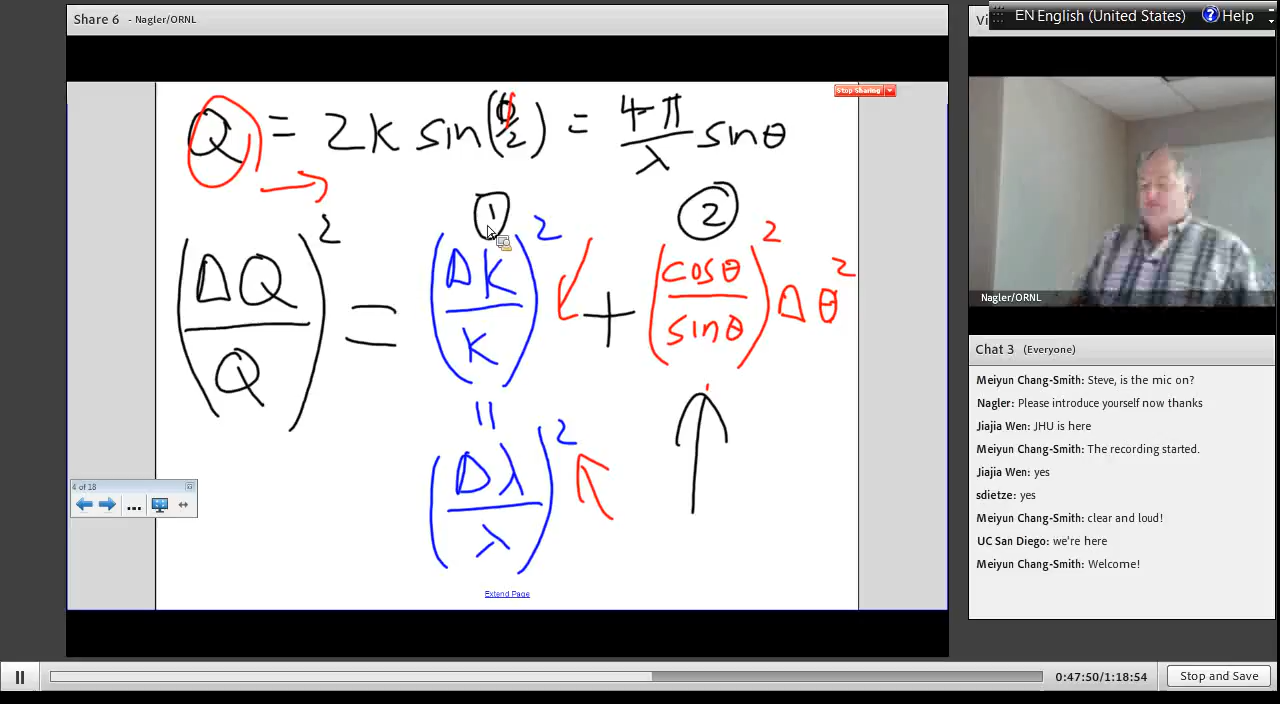 Share 6 - Nagler/ORNL
EN English (United States) ? Help
Vi
Stop Sharing
Q = 2k sin(φ/2) = 4π/λ sinθ
① ②
(ΔQ/Q)² = (Δk/k)² + (cosθ/sinθ)² Δθ²
=
(Δλ/λ)²
4 of 18
...
Extend Page
Nagler/ORNL
Chat 3 (Everyone)
Meiyun Chang-Smith: Steve, is the mic on?
Nagler: Please introduce yourself now thanks
Jiajia Wen: JHU is here
Meiyun Chang-Smith: The recording started.
Jiajia Wen: yes
sdietze: yes
Meiyun Chang-Smith: clear and loud!
UC San Diego: we're here
Meiyun Chang-Smith: Welcome!
0:47:50/1:18:54
Stop and Save